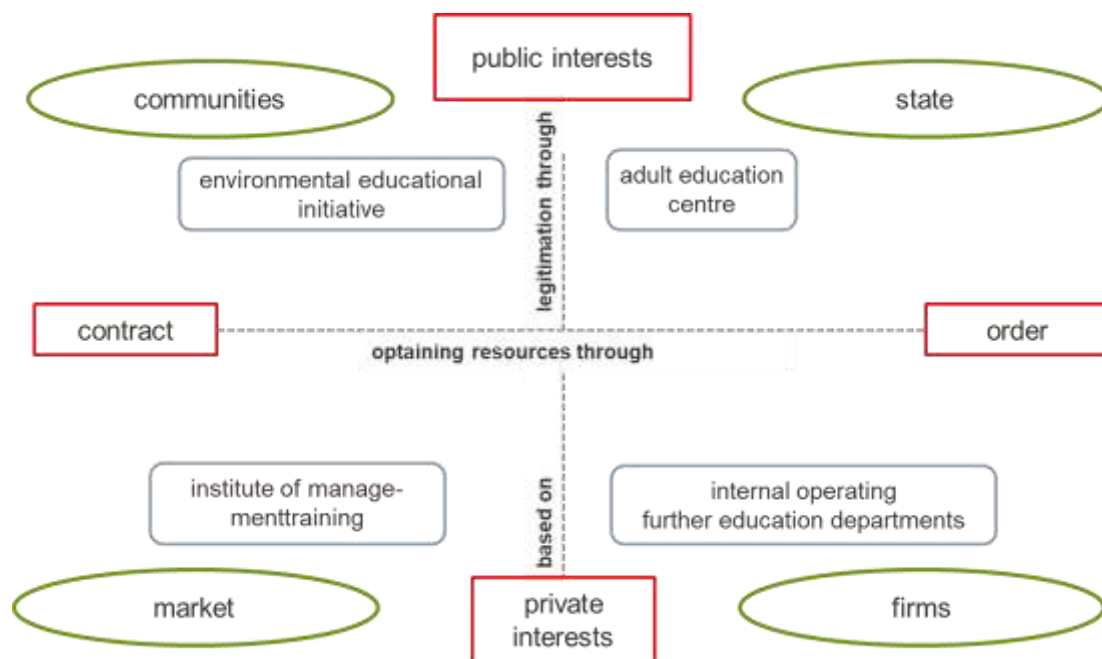 public interests
communities
state
environmental educational
initiative
adult education
centre
legitimation through
contract
order
optaining resources through
institute of manage-
menttraining
internal operating
further education departments
based on
market
private
interests
firms